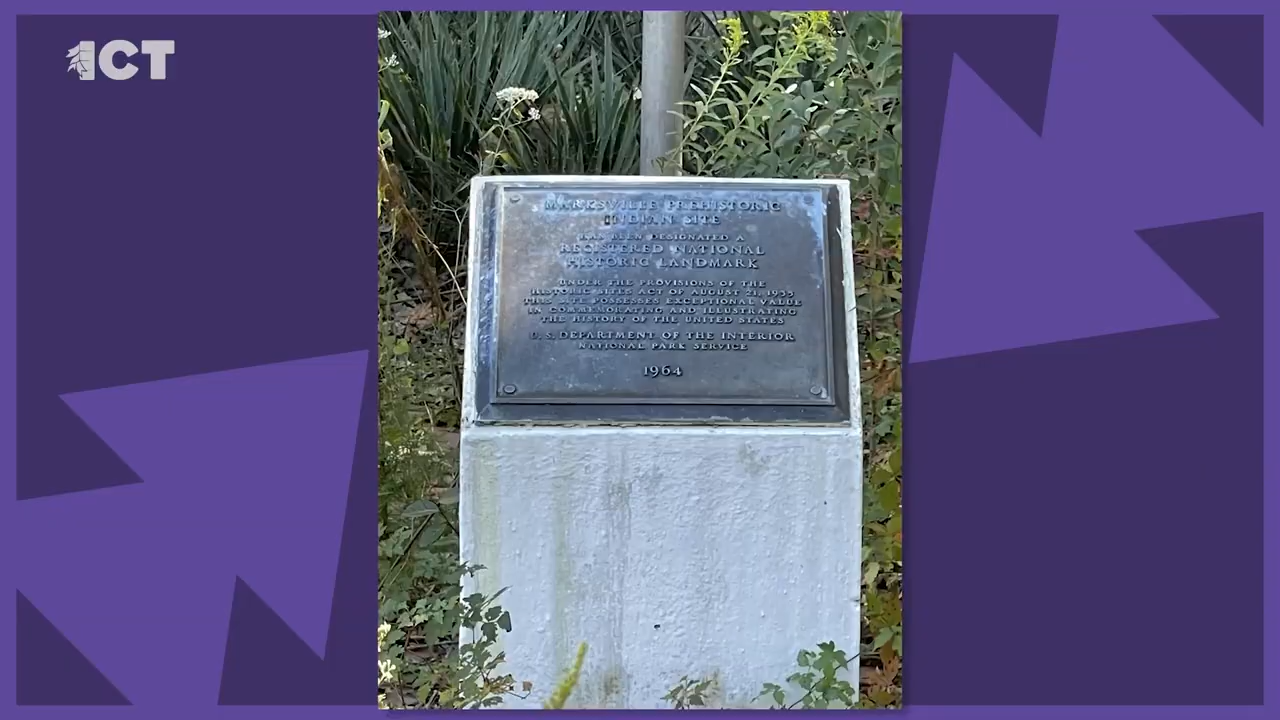 ICT
MARKSVILLE PREHISTORIC
INDIAN SITE
HAS BEEN DESIGNATED A
REGISTERED NATIONAL
HISTORIC LANDMARK
UNDER THE PROVISIONS OF THE
HISTORIC SITES ACT OF AUGUST 21, 1935
THIS SITE POSSESSES EXCEPTIONAL VALUE
IN COMMEMORATING AND ILLUSTRATING
THE HISTORY OF THE UNITED STATES
U. S. DEPARTMENT OF THE INTERIOR
NATIONAL PARK SERVICE
1964